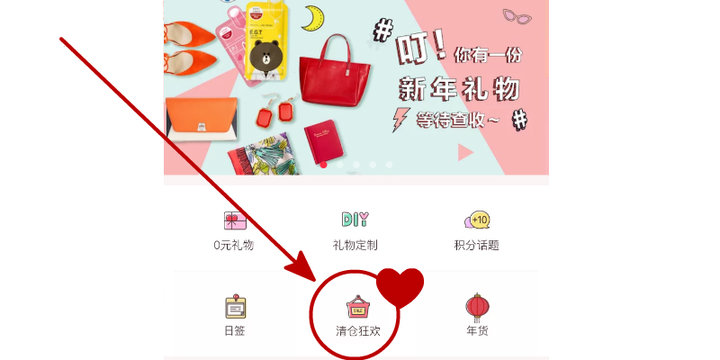 叮!你有一份
新年礼物
等待查收~
0元礼物
DIY
礼物定制
+10
积分话题
日签
清仓狂欢
年货